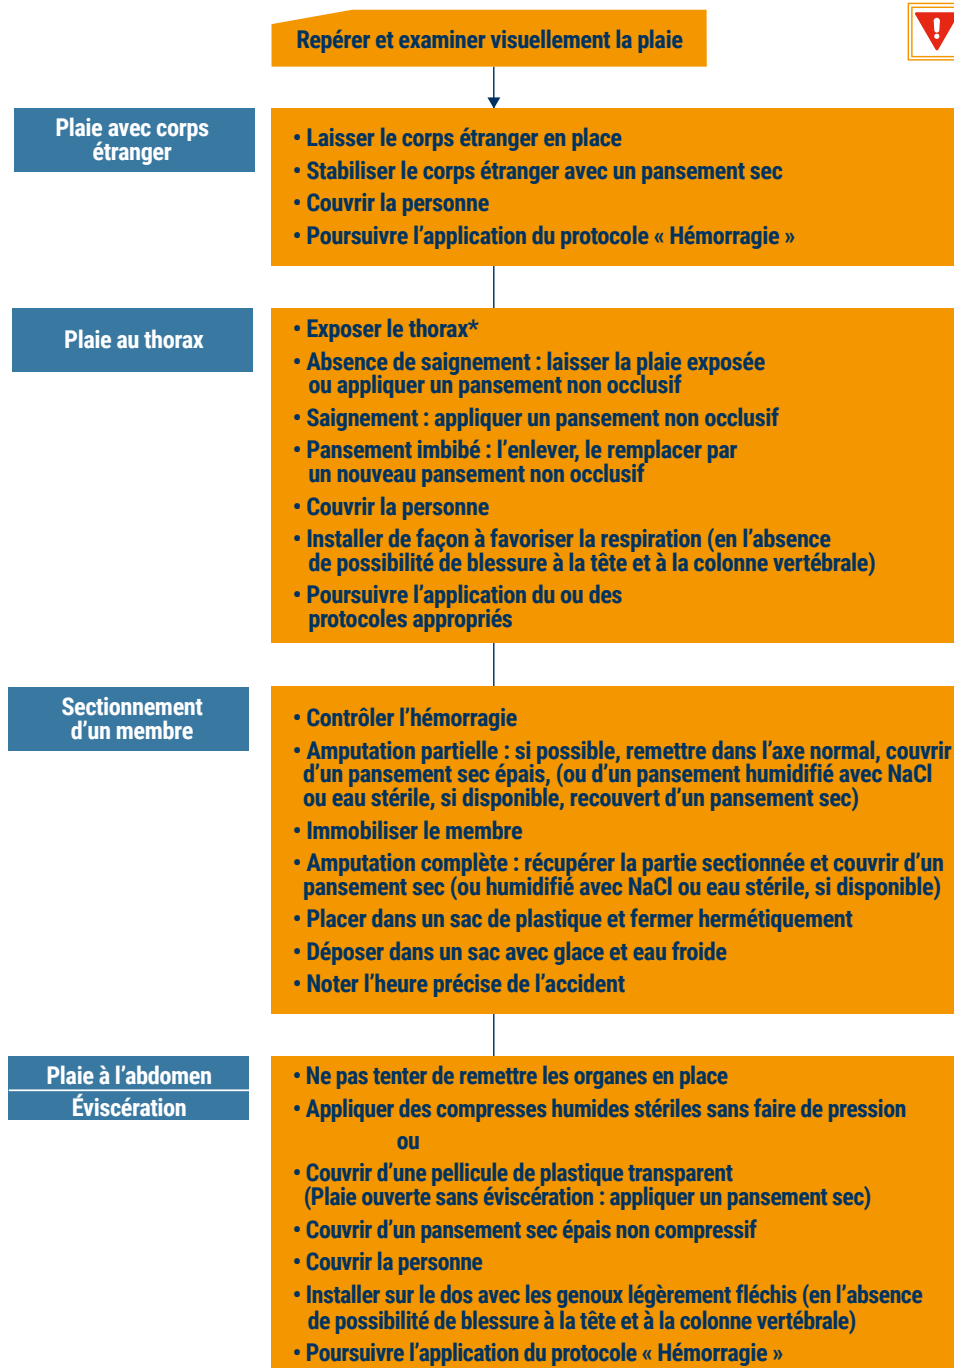 Repérer et examiner visuellement la plaie
!
Plaie avec corps
étranger
• Laisser le corps étranger en place
• Stabiliser le corps étranger avec un pansement sec
• Couvrir la personne
• Poursuivre l’application du protocole « Hémorragie »
Plaie au thorax
• Exposer le thorax*
• Absence de saignement : laisser la plaie exposée
ou appliquer un pansement non occlusif
• Saignement : appliquer un pansement non occlusif
• Pansement imbibé : l’enlever, le remplacer par
un nouveau pansement non occlusif
• Couvrir la personne
• Installer de façon à favoriser la respiration (en l’absence
de possibilité de blessure à la tête et à la colonne vertébrale)
• Poursuivre l’application du ou des
protocoles appropriés
Sectionnement
d’un membre
• Contrôler l’hémorragie
• Amputation partielle : si possible, remettre dans l’axe normal, couvrir
d’un pansement sec épais, (ou d’un pansement humidifié avec NaCl
ou eau stérile, si disponible, recouvert d’un pansement sec)
• Immobiliser le membre
• Amputation complète : récupérer la partie sectionnée et couvrir d’un
pansement sec (ou humidifié avec NaCl ou eau stérile, si disponible)
• Placer dans un sac de plastique et fermer hermétiquement
• Déposer dans un sac avec glace et eau froide
• Noter l’heure précise de l’accident
Plaie à l’abdomen
Éviscération
• Ne pas tenter de remettre les organes en place
• Appliquer des compresses humides stériles sans faire de pression
ou
• Couvrir d’une pellicule de plastique transparent
(Plaie ouverte sans éviscération : appliquer un pansement sec)
• Couvrir d’un pansement sec épais non compressif
• Couvrir la personne
• Installer sur le dos avec les genoux légèrement fléchis (en l’absence
de possibilité de blessure à la tête et à la colonne vertébrale)
• Poursuivre l’application du protocole « Hémorragie »